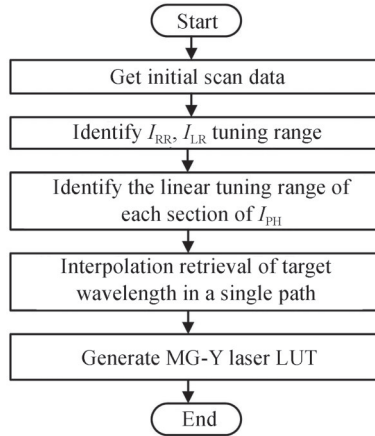 Start
Get initial scan data
Identify I_RR, I_LR tuning range
Identify the linear tuning range of
each section of I_PH
Interpolation retrieval of target
wavelength in a single path
Generate MG-Y laser LUT
End